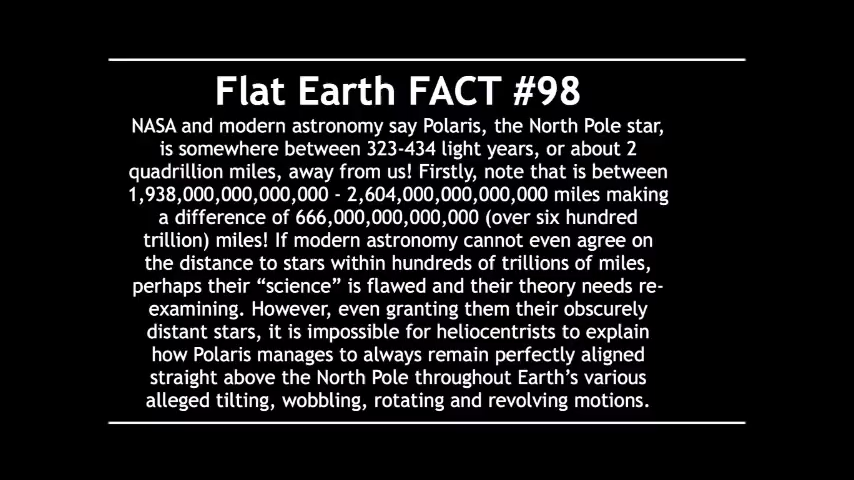 Flat Earth FACT #98
NASA and modern astronomy say Polaris, the North Pole star,
is somewhere between 323-434 light years, or about 2
quadrillion miles, away from us! Firstly, note that is between
1,938,000,000,000,000 - 2,604,000,000,000,000 miles making
a difference of 666,000,000,000,000 (over six hundred
trillion) miles! If modern astronomy cannot even agree on
the distance to stars within hundreds of trillions of miles,
perhaps their “science” is flawed and their theory needs re-
examining. However, even granting them their obscurely
distant stars, it is impossible for heliocentrists to explain
how Polaris manages to always remain perfectly aligned
straight above the North Pole throughout Earth’s various
alleged tilting, wobbling, rotating and revolving motions.